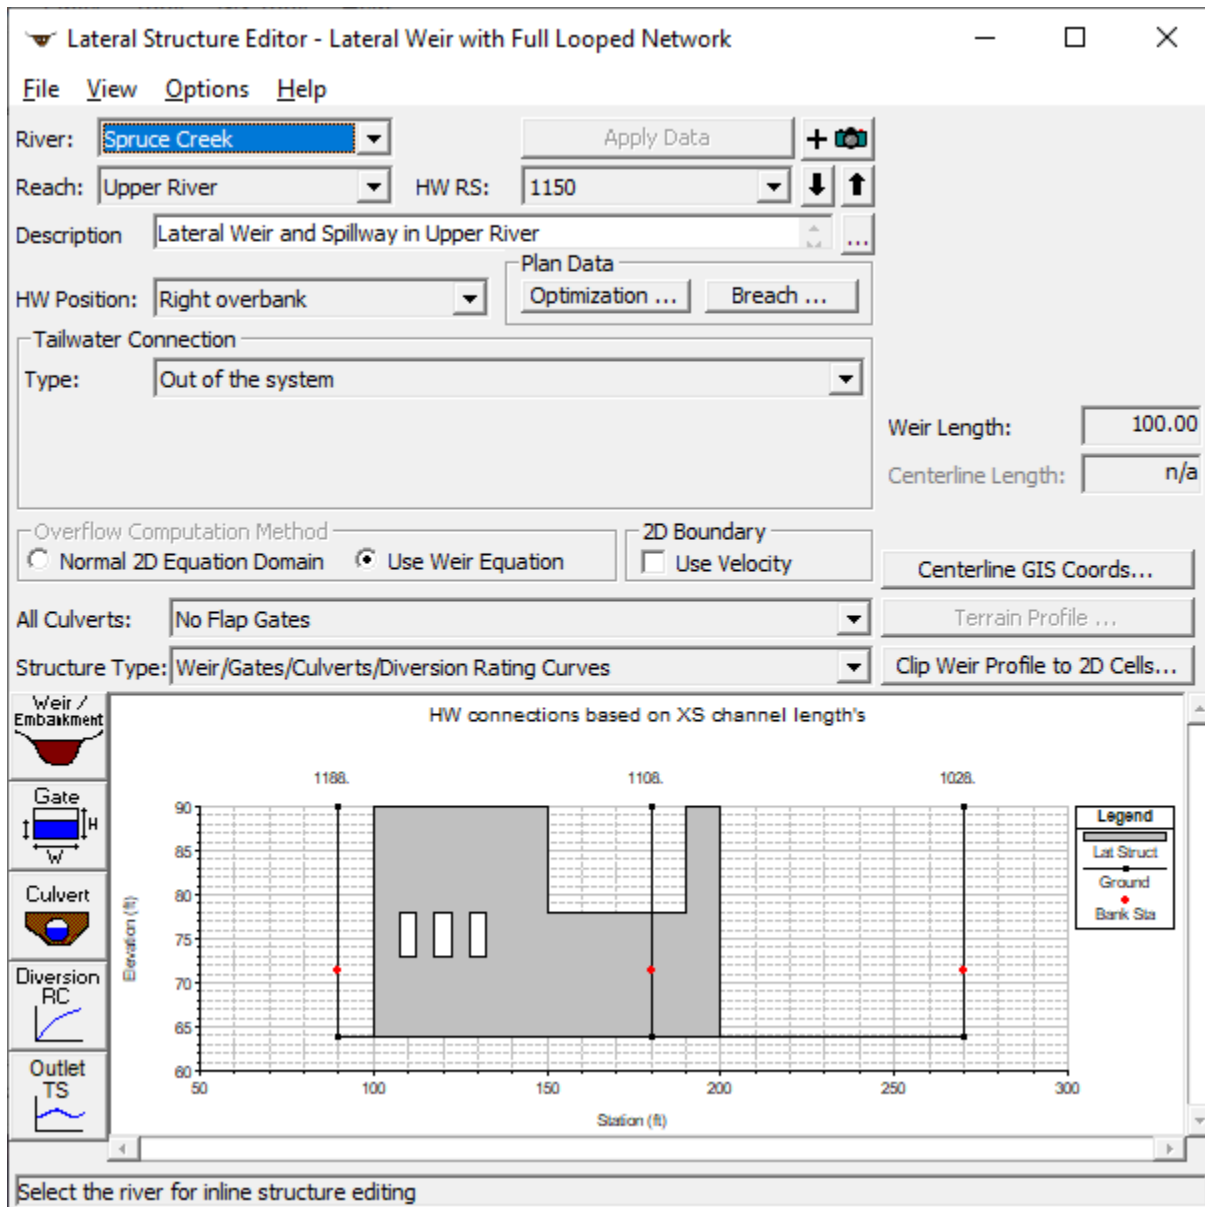 Lateral Structure Editor - Lateral Weir with Full Looped Network
File View Options Help
River: Spruce Creek Apply Data
Reach: Upper River HW RS: 1150
Description Lateral Weir and Spillway in Upper River ...
HW Position: Right overbank Plan Data Optimization ... Breach ...
Tailwater Connection
Type: Out of the system
Weir Length: 100.00
Centerline Length: n/a
Overflow Computation Method
Normal 2D Equation Domain Use Weir Equation
2D Boundary
Use Velocity
Centerline GIS Coords...
All Culverts: No Flap Gates Terrain Profile ...
Structure Type: Weir/Gates/Culverts/Diversion Rating Curves Clip Weir Profile to 2D Cells...
Weir /
Embankment
Gate
H
W
Culvert
Diversion
RC
Outlet
TS
HW connections based on XS channel length's
1188. 1108. 1028.
90
85
80
75
70
65
60
Elevation (ft)
50 100 150 200 250 300
Station (ft)
Legend
Lat Struct
Ground
Bank Sta
Select the river for inline structure editing